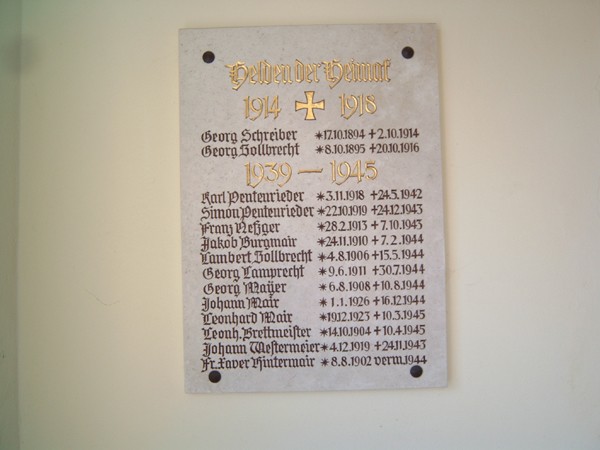 Helden der Heimat
1914 ✠ 1918
Georg Schreiber *17.10.1894 +2.10.1914
Georg Sollbrecht *8.10.1895 +20.10.1916
1939 — 1945
Karl Pentenrieder *3.11.1918 +24.5.1942
Simon Pentenrieder *22.10.1919 +24.12.1943
Franz Neßger *28.2.1913 +7.10.1943
Jakob Burgmair *24.11.1910 +7.2.1944
Lambert Sollbrecht *4.8.1906 +15.5.1944
Georg Lamprecht *9.6.1911 +30.7.1944
Georg Maÿer *6.8.1908 +10.8.1944
Johann Mair *1.1.1926 +16.12.1944
Leonhard Mair *19.12.1923 +10.3.1945
Leonh. Brettmeister *14.10.1904 +10.4.1945
Johann Westermeier *4.12.1919 +24.11.1943
Fr. Xaver Hintermair *8.8.1902 verm. 1944